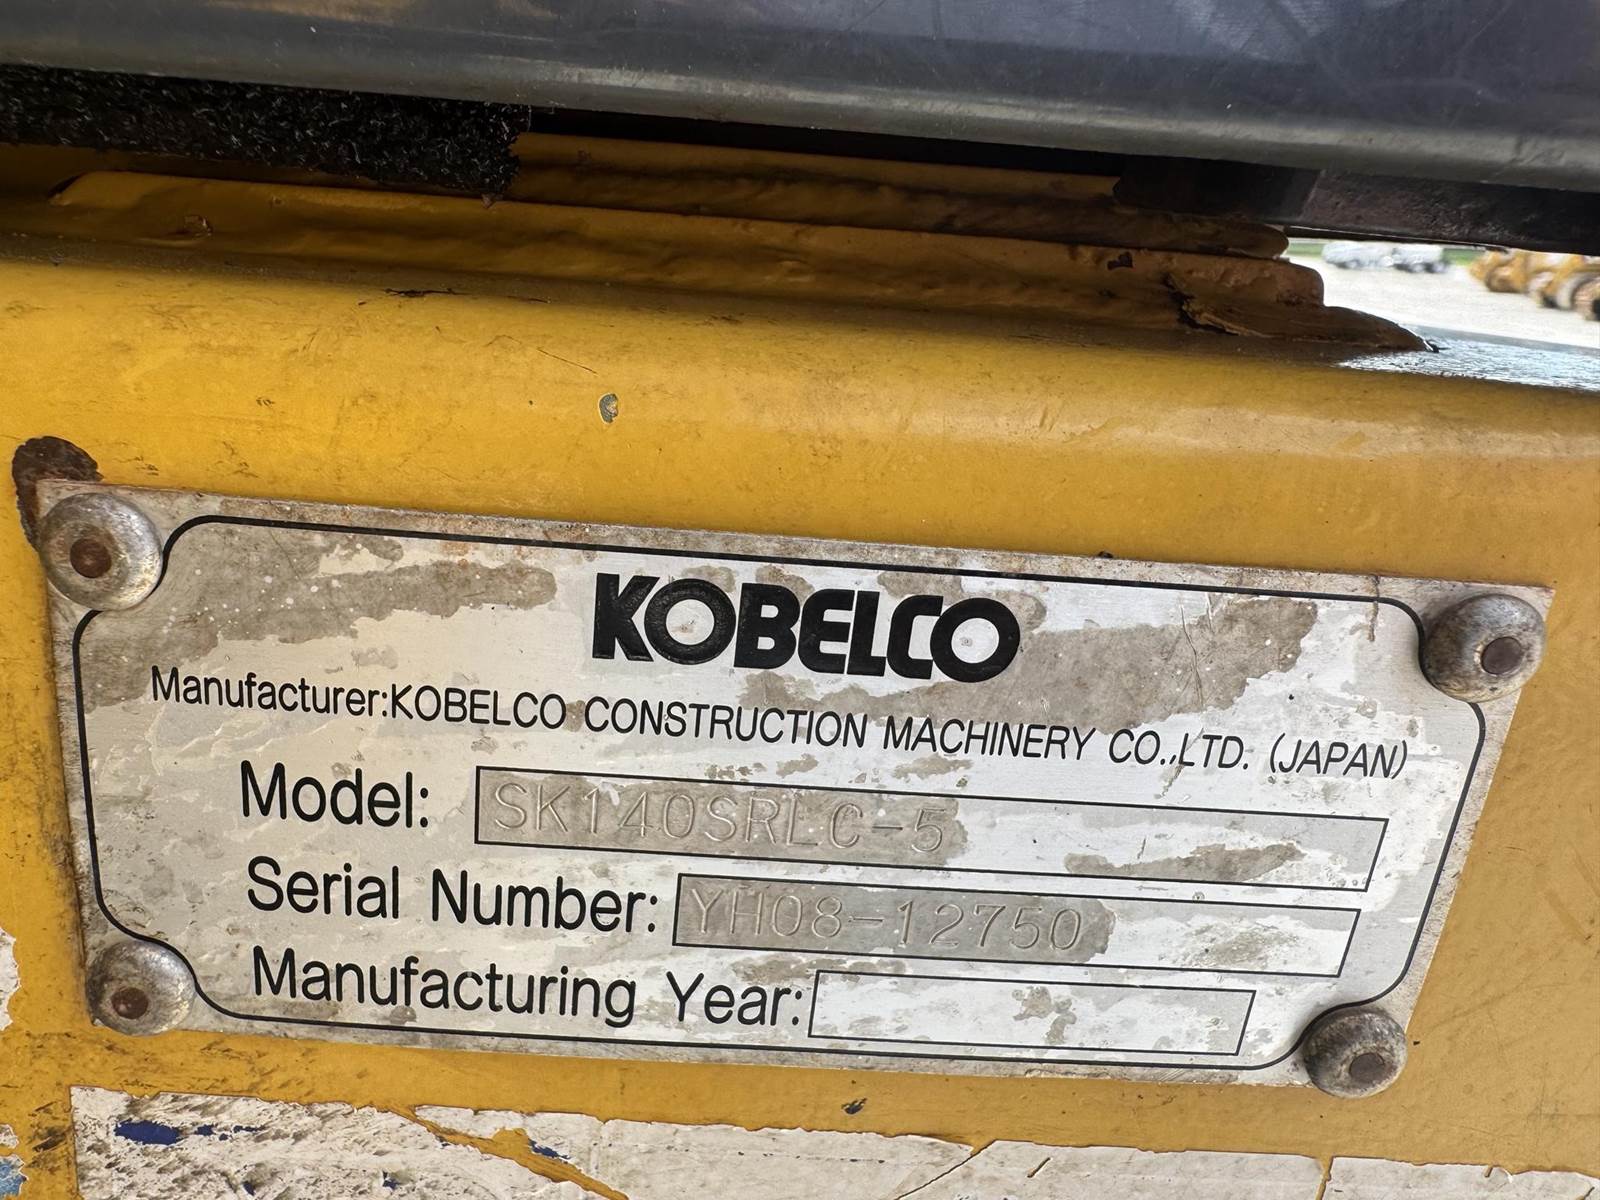 KOBELCO
Manufacturer:KOBELCO CONSTRUCTION MACHINERY CO.,LTD. (JAPAN)
Model: SK140SRLC-5
Serial Number: YH08-12750
Manufacturing Year: